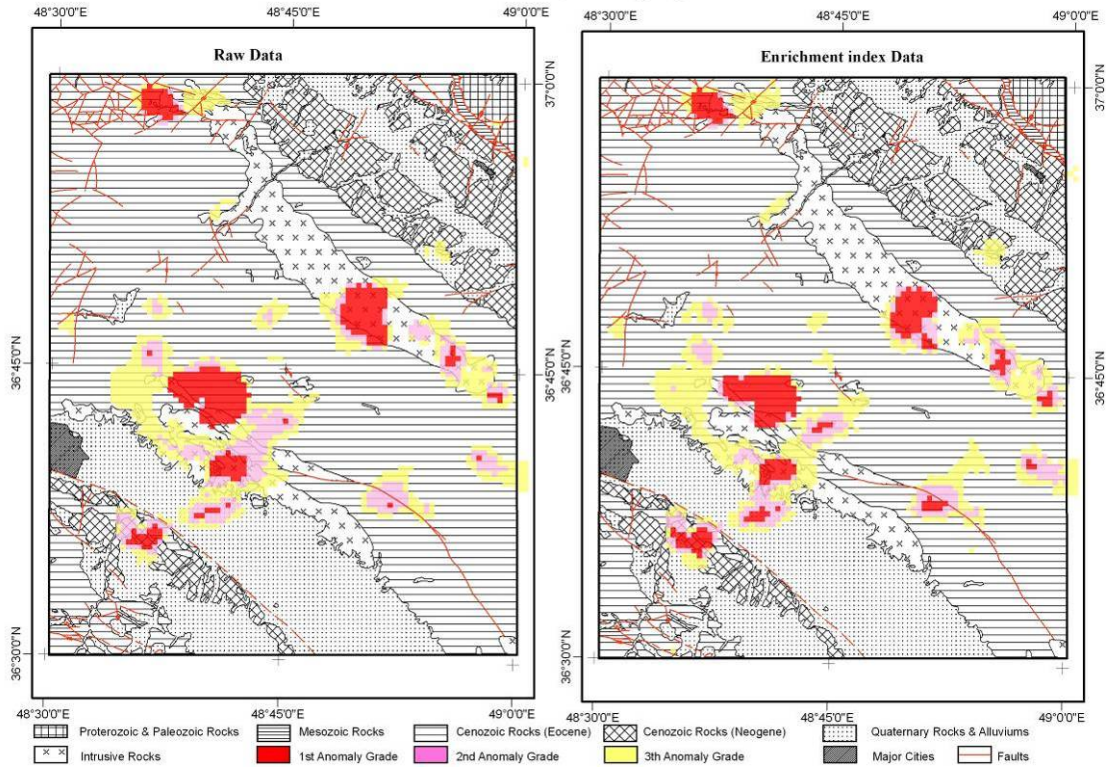 48°30'0"E 48°45'0"E 49°0'0"E 48°30'0"E 48°45'0"E 49°0'0"E
Raw Data
Enrichment index Data
37°0'0"N
37°0'0"N
36°45'0"N
36°45'0"N
36°45'0"N
36°45'0"N
36°30'0"N
36°30'0"N
48°30'0"E 48°45'0"E 49°0'0"E 48°30'0"E 48°45'0"E 49°0'0"E
Proterozoic & Paleozoic Rocks Mesozoic Rocks Cenozoic Rocks (Eocene) Cenozoic Rocks (Neogene) Quaternary Rocks & Alluviums
Intrusive Rocks 1st Anomaly Grade 2nd Anomaly Grade 3th Anomaly Grade Major Cities Faults